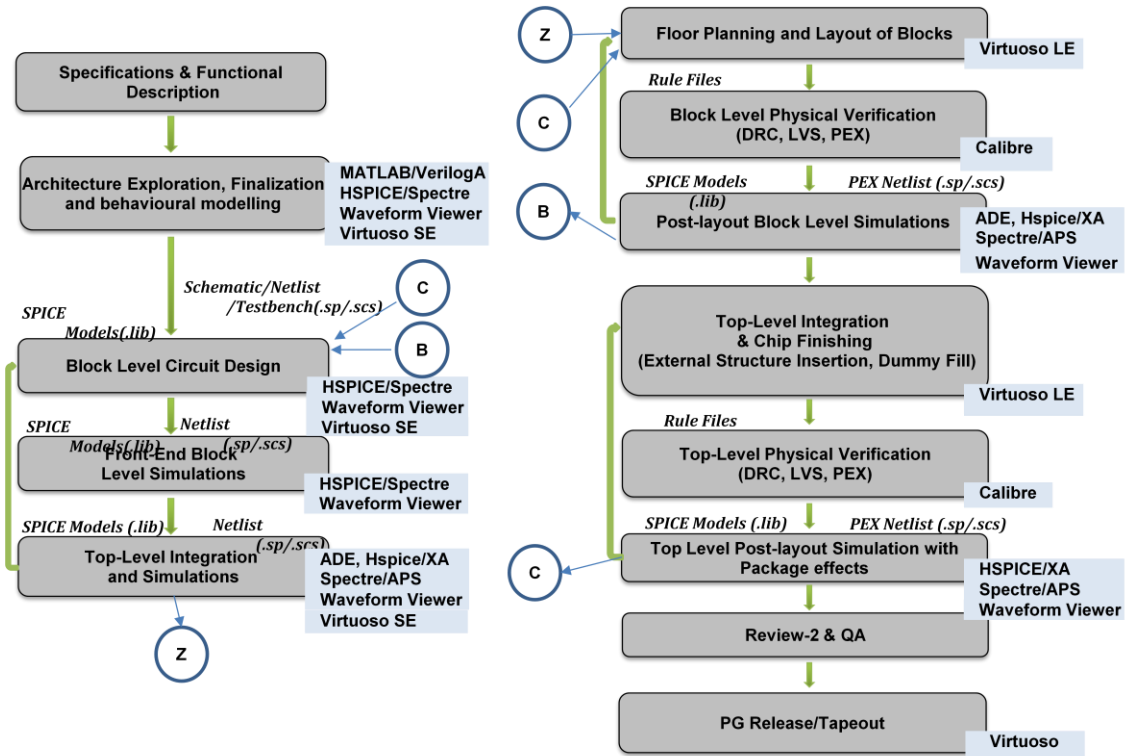 Specifications & Functional
Description
Architecture Exploration, Finalization
and behavioural modelling
MATLAB/VerilogA
HSPICE/Spectre
Waveform Viewer
Virtuoso SE
Schematic/Netlist
/Testbench(.sp/.scs)
SPICE
Models(.lib)
C
B
Block Level Circuit Design
HSPICE/Spectre
Waveform Viewer
Virtuoso SE
SPICE
Models(.lib)
Netlist
(.sp/.scs)
Front-End Block
Level Simulations
HSPICE/Spectre
Waveform Viewer
SPICE Models (.lib)
Netlist
(.sp/.scs)
Top-Level Integration
and Simulations
ADE, Hspice/XA
Spectre/APS
Waveform Viewer
Virtuoso SE
Z
Z
C
B
Floor Planning and Layout of Blocks
Virtuoso LE
Rule Files
Block Level Physical Verification
(DRC, LVS, PEX)
Calibre
SPICE Models
(.lib)
PEX Netlist (.sp/.scs)
Post-layout Block Level Simulations
ADE, Hspice/XA
Spectre/APS
Waveform Viewer
Top-Level Integration
& Chip Finishing
(External Structure Insertion, Dummy Fill)
Virtuoso LE
Rule Files
Top-Level Physical Verification
(DRC, LVS, PEX)
Calibre
SPICE Models (.lib)
PEX Netlist (.sp/.scs)
C
Top Level Post-layout Simulation with
Package effects
HSPICE/XA
Spectre/APS
Waveform Viewer
Review-2 & QA
PG Release/Tapeout
Virtuoso